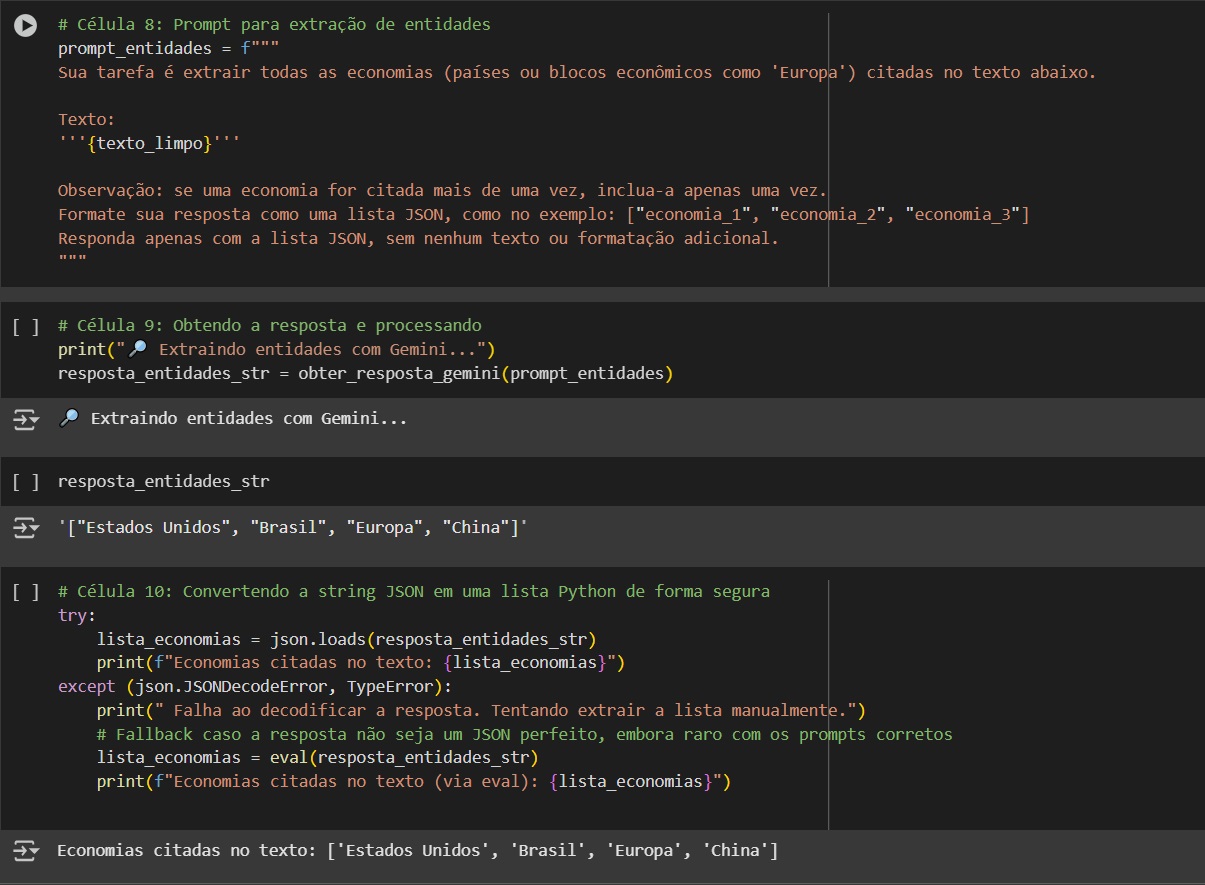 # Célula 8: Prompt para extração de entidades
prompt_entidades = f"""
Sua tarefa é extrair todas as economias (países ou blocos econômicos como 'Europa') citadas no texto abaixo.
Texto:
'''{texto_limpo}'''
Observação: se uma economia for citada mais de uma vez, inclua-a apenas uma vez.
Formate sua resposta como uma lista JSON, como no exemplo: ["economia_1", "economia_2", "economia_3"]
Responda apenas com a lista JSON, sem nenhum texto ou formatação adicional.
"""
[ ] # Célula 9: Obtendo a resposta e processando
print("🔎 Extraindo entidades com Gemini...")
resposta_entidades_str = obter_resposta_gemini(prompt_entidades)
🔎 Extraindo entidades com Gemini...
[ ] resposta_entidades_str
'["Estados Unidos", "Brasil", "Europa", "China"]'
[ ] # Célula 10: Convertendo a string JSON em uma lista Python de forma segura
try:
    lista_economias = json.loads(resposta_entidades_str)
    print(f"Economias citadas no texto: {lista_economias}")
except (json.JSONDecodeError, TypeError):
    print(" Falha ao decodificar a resposta. Tentando extrair a lista manualmente.")
    # Fallback caso a resposta não seja um JSON perfeito, embora raro com os prompts corretos
    lista_economias = eval(resposta_entidades_str)
    print(f"Economias citadas no texto (via eval): {lista_economias}")
Economias citadas no texto: ['Estados Unidos', 'Brasil', 'Europa', 'China']